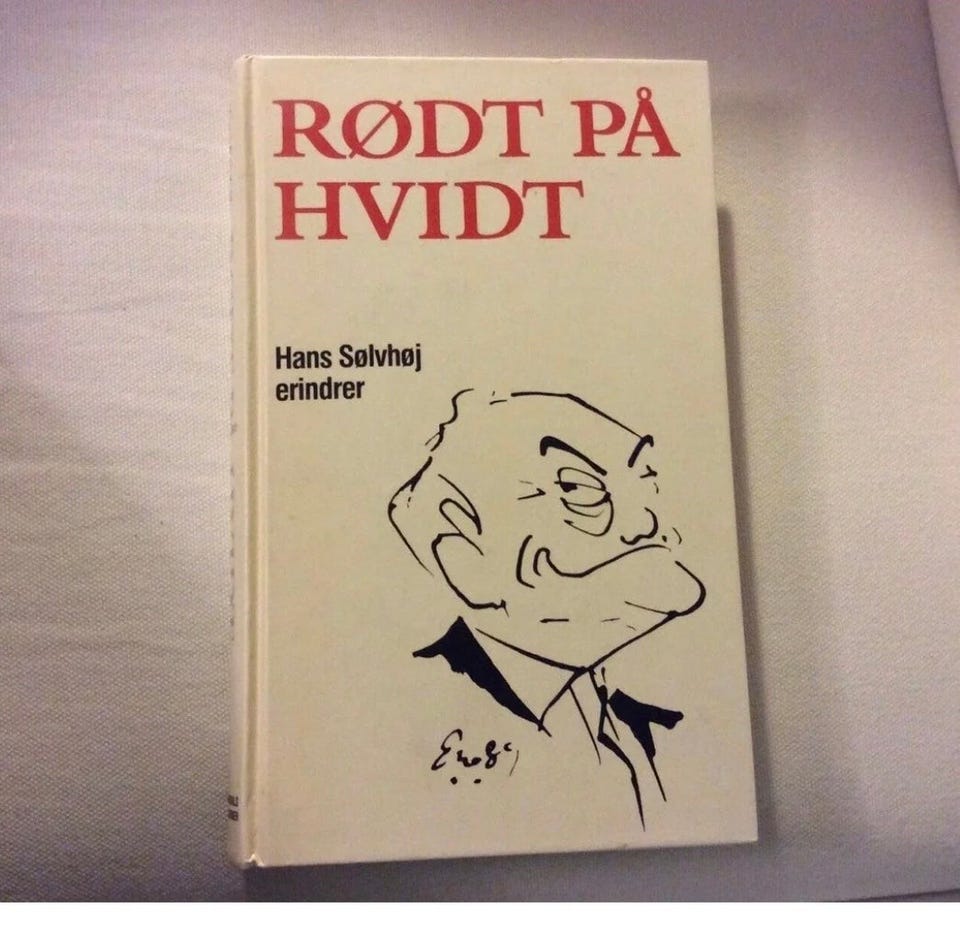 RØDT PÅ
HVIDT
Hans Sølvhøj
erindrer